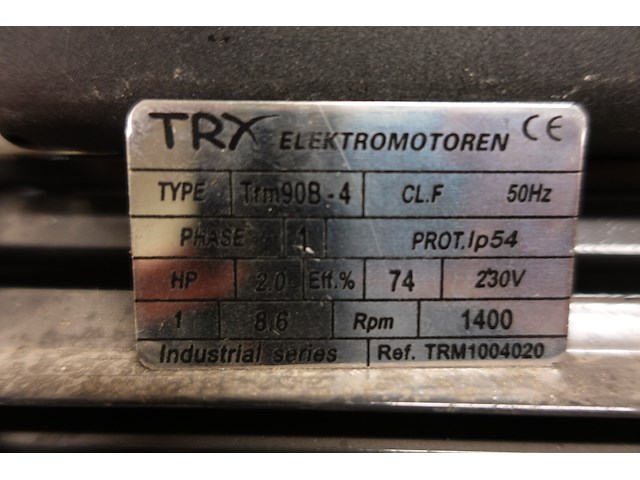 TRX ELEKTROMOTOREN CE
TYPE Trm90B-4 CL.F 50Hz
PHASE 1 PROT.Ip54
HP 2.0 Eff.% 74 230V
1 8.6 Rpm 1400
Industrial series Ref. TRM1004020